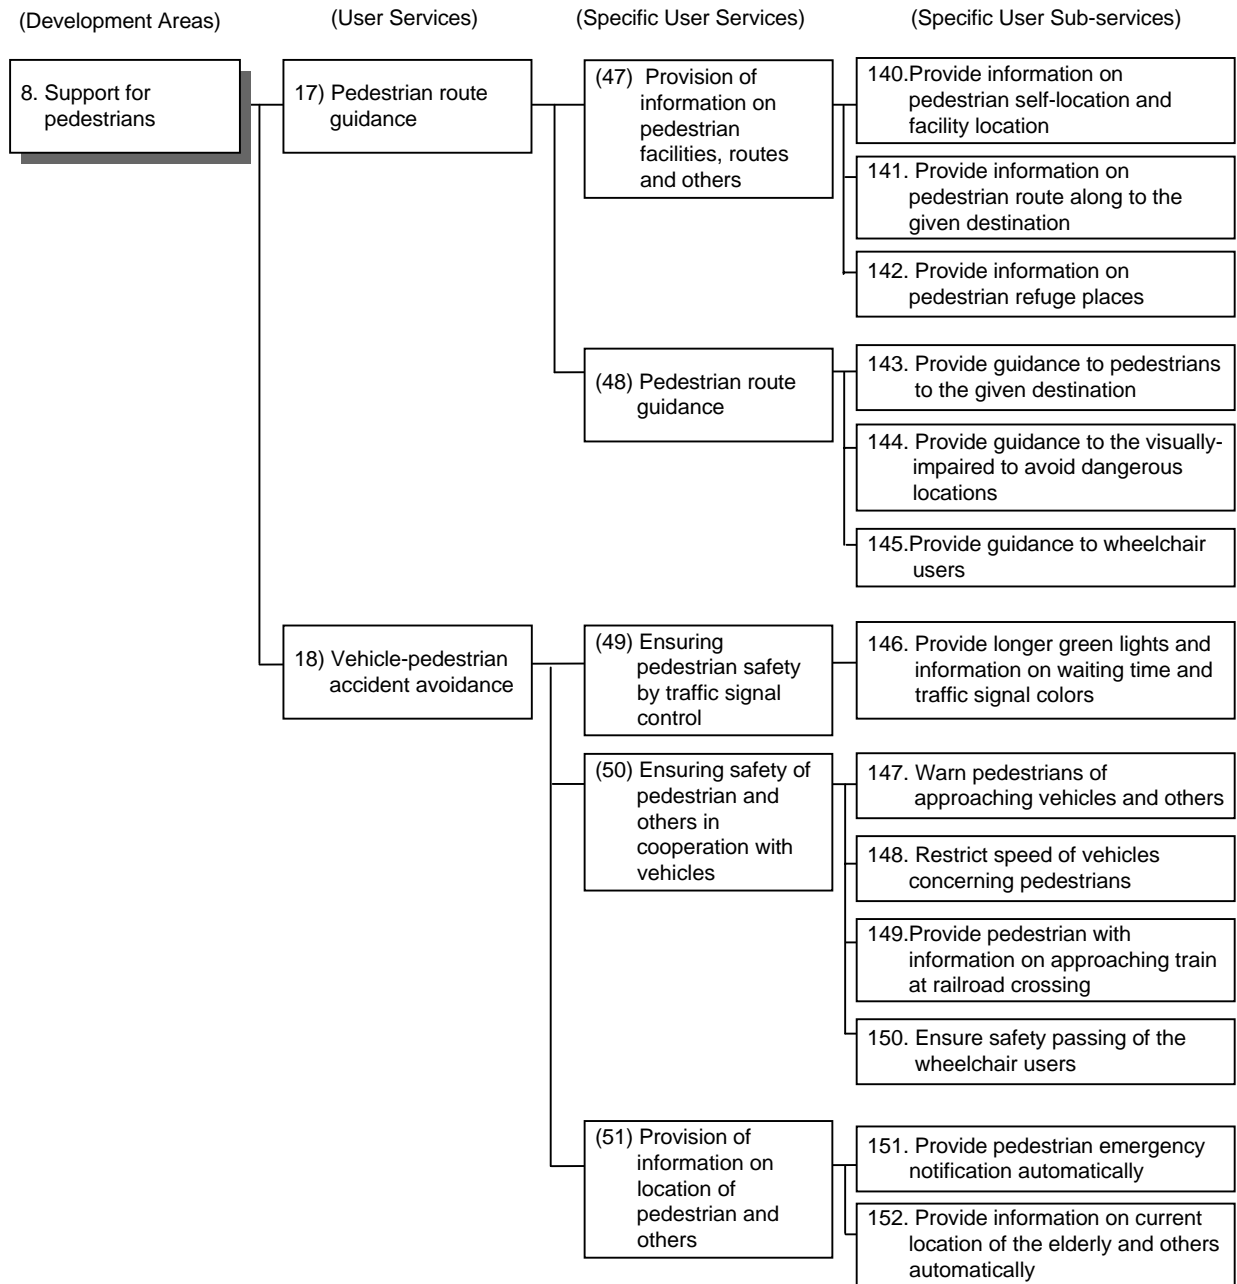 (Development Areas)
(User Services)
(Specific User Services)
(Specific User Sub-services)
8. Support for
pedestrians
17) Pedestrian route
guidance
(47) Provision of
information on
pedestrian
facilities, routes
and others
140.Provide information on
pedestrian self-location and
facility location
141. Provide information on
pedestrian route along to the
given destination
142. Provide information on
pedestrian refuge places
(48) Pedestrian route
guidance
143. Provide guidance to pedestrians
to the given destination
144. Provide guidance to the visually-
impaired to avoid dangerous
locations
145.Provide guidance to wheelchair
users
18) Vehicle-pedestrian
accident avoidance
(49) Ensuring
pedestrian safety
by traffic signal
control
146. Provide longer green lights and
information on waiting time and
traffic signal colors
(50) Ensuring safety of
pedestrian and
others in
cooperation with
vehicles
147. Warn pedestrians of
approaching vehicles and others
148. Restrict speed of vehicles
concerning pedestrians
149.Provide pedestrian with
information on approaching train
at railroad crossing
150. Ensure safety passing of the
wheelchair users
(51) Provision of
information on
location of
pedestrian and
others
151. Provide pedestrian emergency
notification automatically
152. Provide information on current
location of the elderly and others
automatically